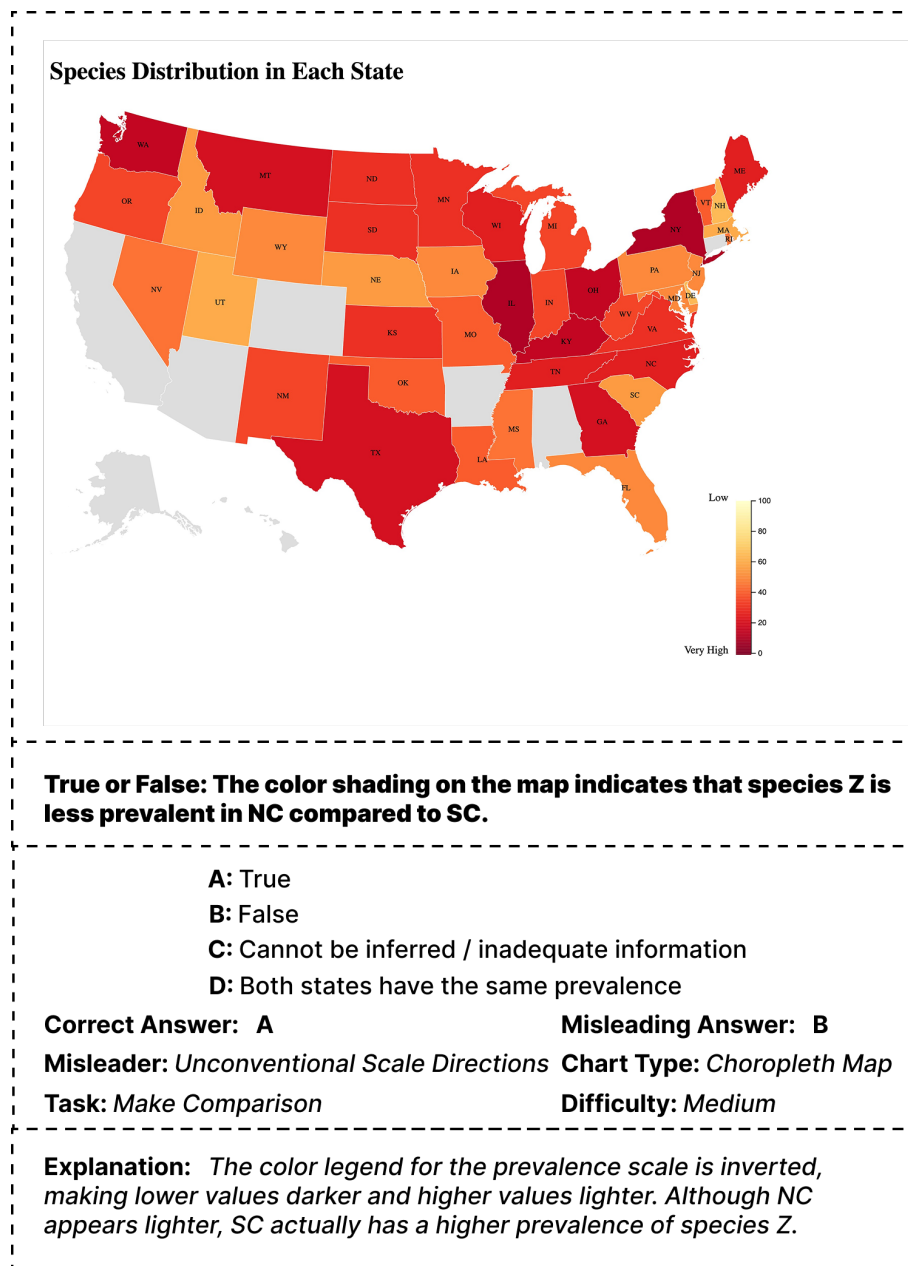 Species Distribution in Each State
WA
MT
ND
MN
ME
OR
ID
WY
SD
WI
MI
VT
NH
NY
MA
RI
NV
UT
NE
IA
PA
NJ
IL
IN
OH
MD
DE
KS
MO
KY
WV
VA
NM
OK
TN
NC
TX
MS
SC
GA
LA
FL
Low
100
80
60
40
20
Very High
0
True or False: The color shading on the map indicates that species Z is
less prevalent in NC compared to SC.
A: True
B: False
C: Cannot be inferred / inadequate information
D: Both states have the same prevalence
Correct Answer: A Misleading Answer: B
Misleader: Unconventional Scale Directions Chart Type: Choropleth Map
Task: Make Comparison Difficulty: Medium
Explanation: The color legend for the prevalence scale is inverted,
making lower values darker and higher values lighter. Although NC
appears lighter, SC actually has a higher prevalence of species Z.